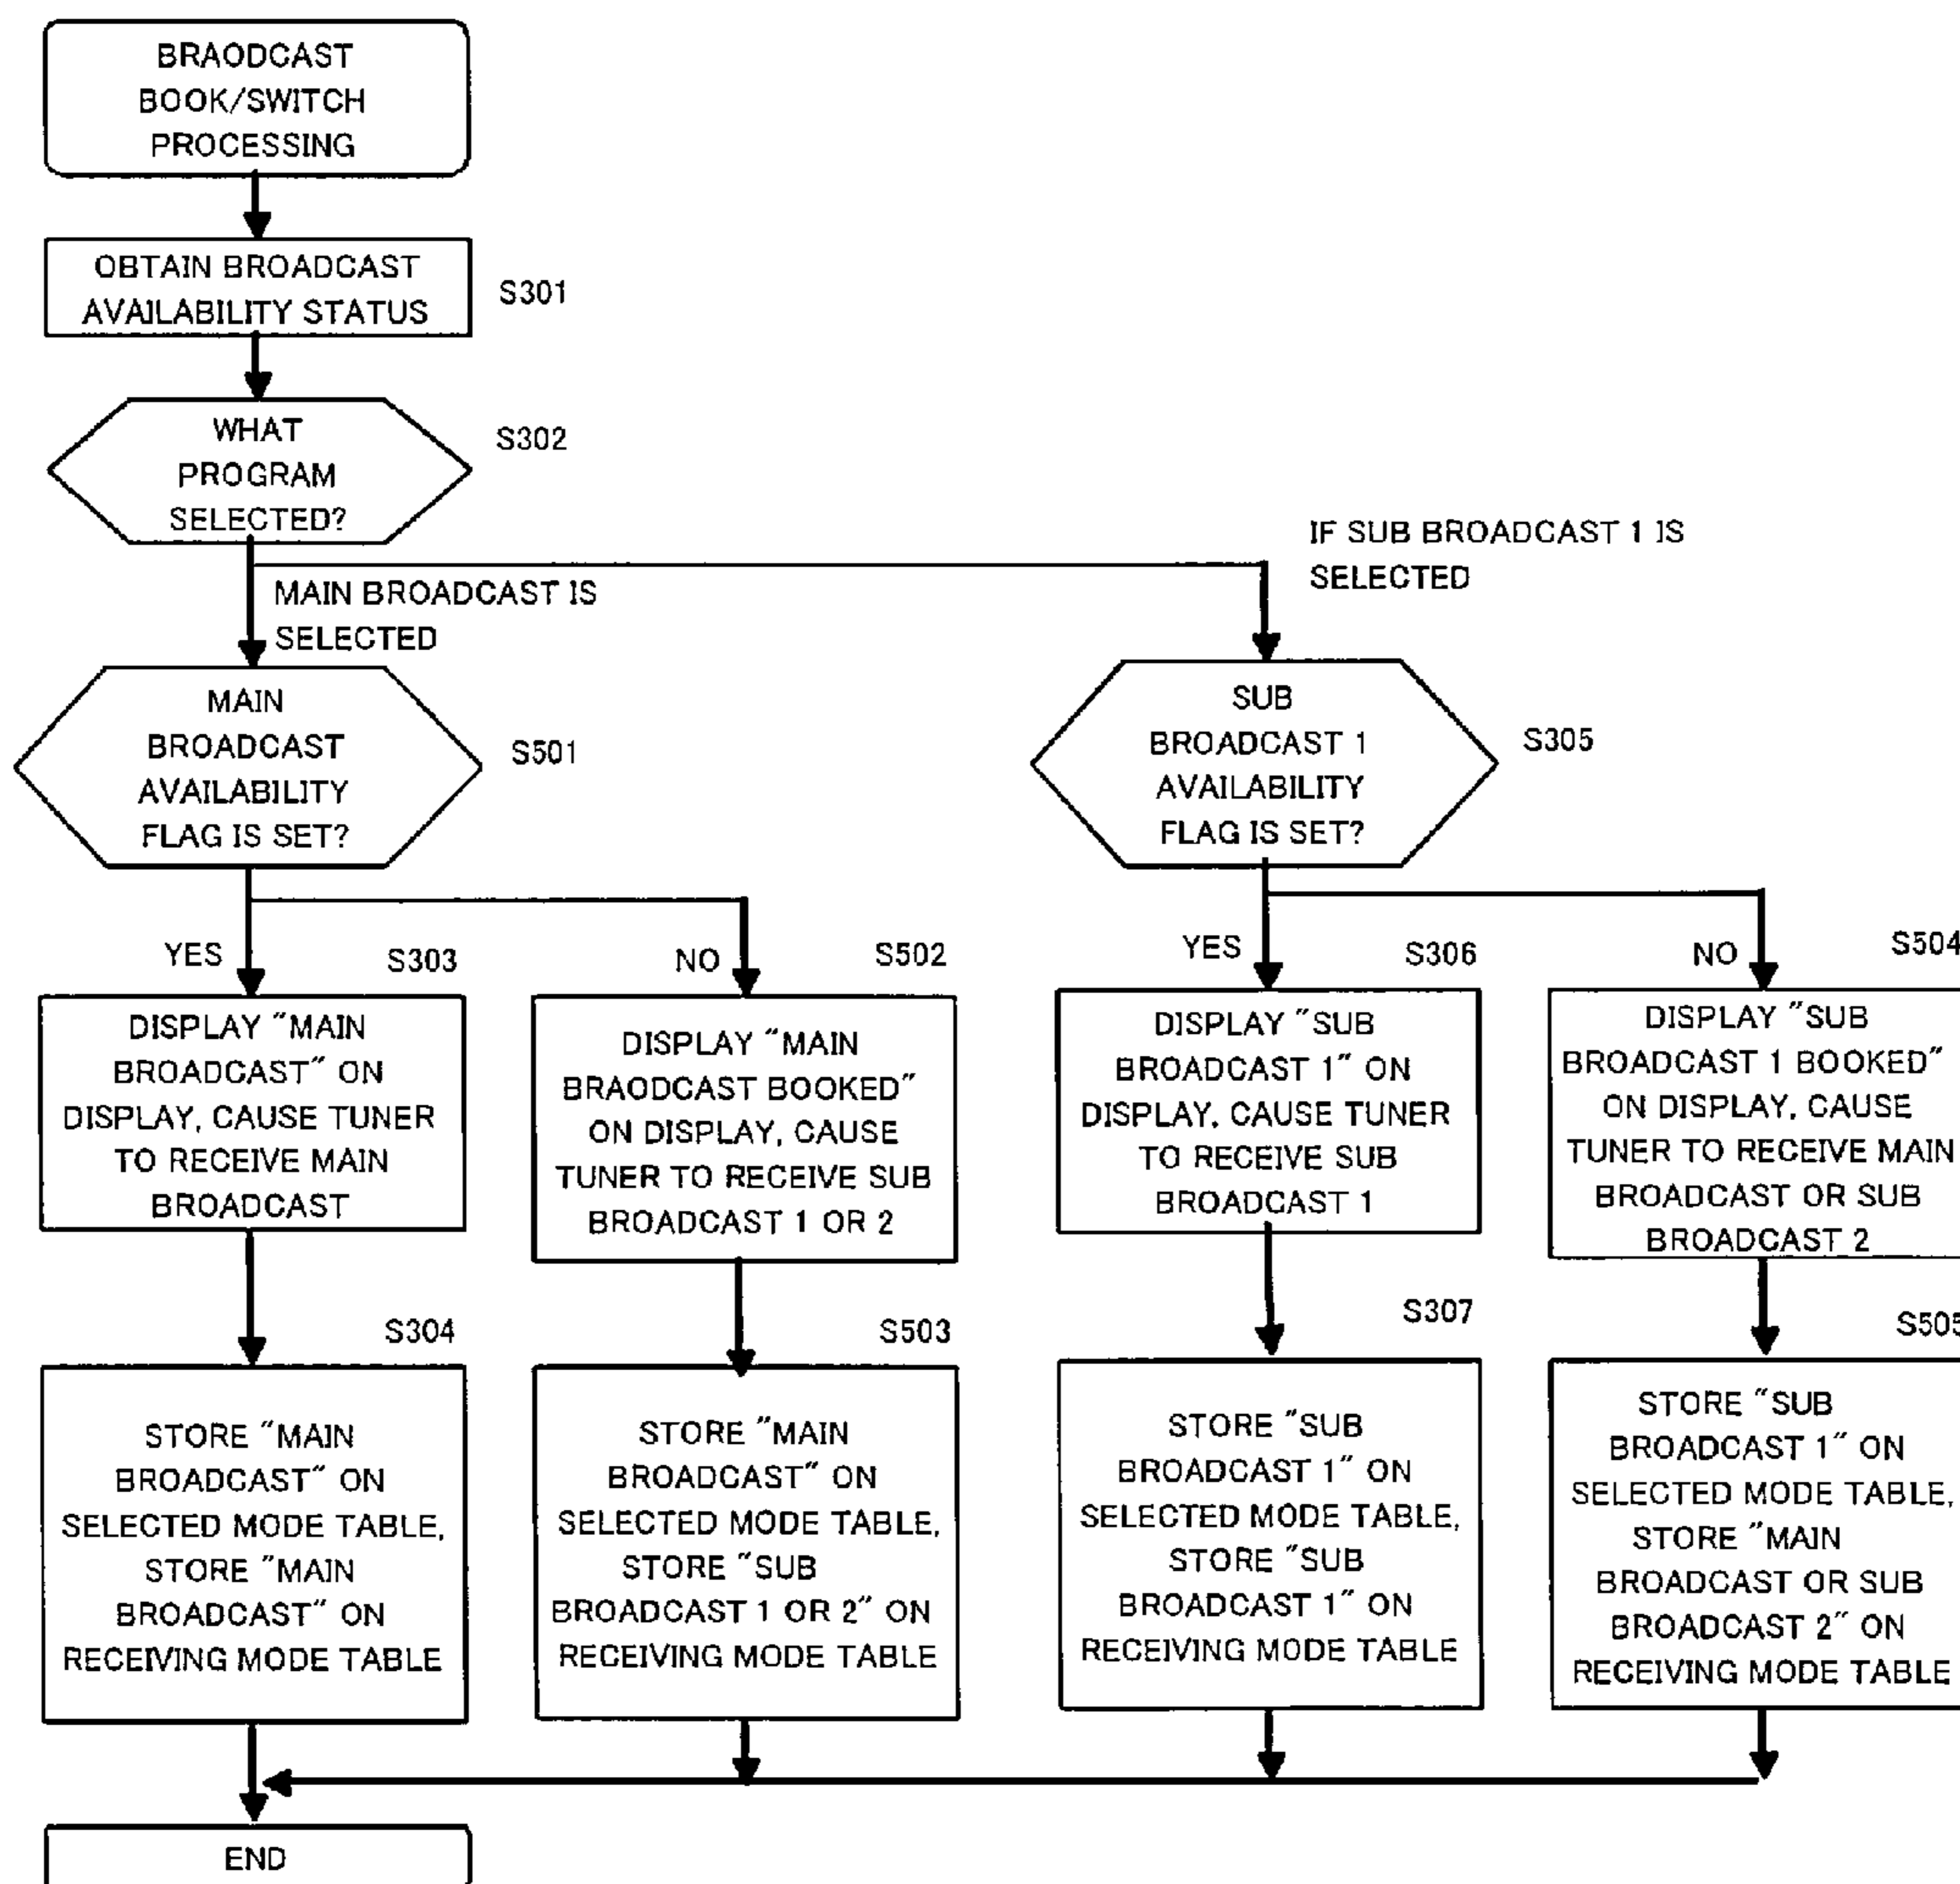 BRAODCAST
BOOK/SWITCH
PROCESSING
OBTAIN BROADCAST
AVAILABILITY STATUS
S301
WHAT
PROGRAM
SELECTED?
S302
MAIN BROADCAST IS
SELECTED
IF SUB BROADCAST 1 IS
SELECTED
MAIN
BROADCAST
AVAILABILITY
FLAG IS SET?
S501
SUB
BROADCAST 1
AVAILABILITY
FLAG IS SET?
S305
YES
S303
DISPLAY "MAIN
BROADCAST" ON
DISPLAY, CAUSE TUNER
TO RECEIVE MAIN
BROADCAST
NO
S502
DISPLAY "MAIN
BRAODCAST BOOKED"
ON DISPLAY, CAUSE
TUNER TO RECEIVE SUB
BROADCAST 1 OR 2
YES
S306
DISPLAY "SUB
BROADCAST 1" ON
DISPLAY, CAUSE TUNER
TO RECEIVE SUB
BROADCAST 1
NO
S504
DISPLAY "SUB
BROADCAST 1 BOOKED"
ON DISPLAY, CAUSE
TUNER TO RECEIVE MAIN
BROADCAST OR SUB
BROADCAST 2
S304
STORE "MAIN
BROADCAST" ON
SELECTED MODE TABLE,
STORE "MAIN
BROADCAST" ON
RECEIVING MODE TABLE
S503
STORE "MAIN
BROADCAST" ON
SELECTED MODE TABLE,
STORE "SUB
BROADCAST 1 OR 2" ON
RECEIVING MODE TABLE
S307
STORE "SUB
BROADCAST 1" ON
SELECTED MODE TABLE,
STORE "SUB
BROADCAST 1" ON
RECEIVING MODE TABLE
S505
STORE "SUB
BROADCAST 1" ON
SELECTED MODE TABLE,
STORE "MAIN
BROADCAST OR SUB
BROADCAST 2" ON
RECEIVING MODE TABLE
END